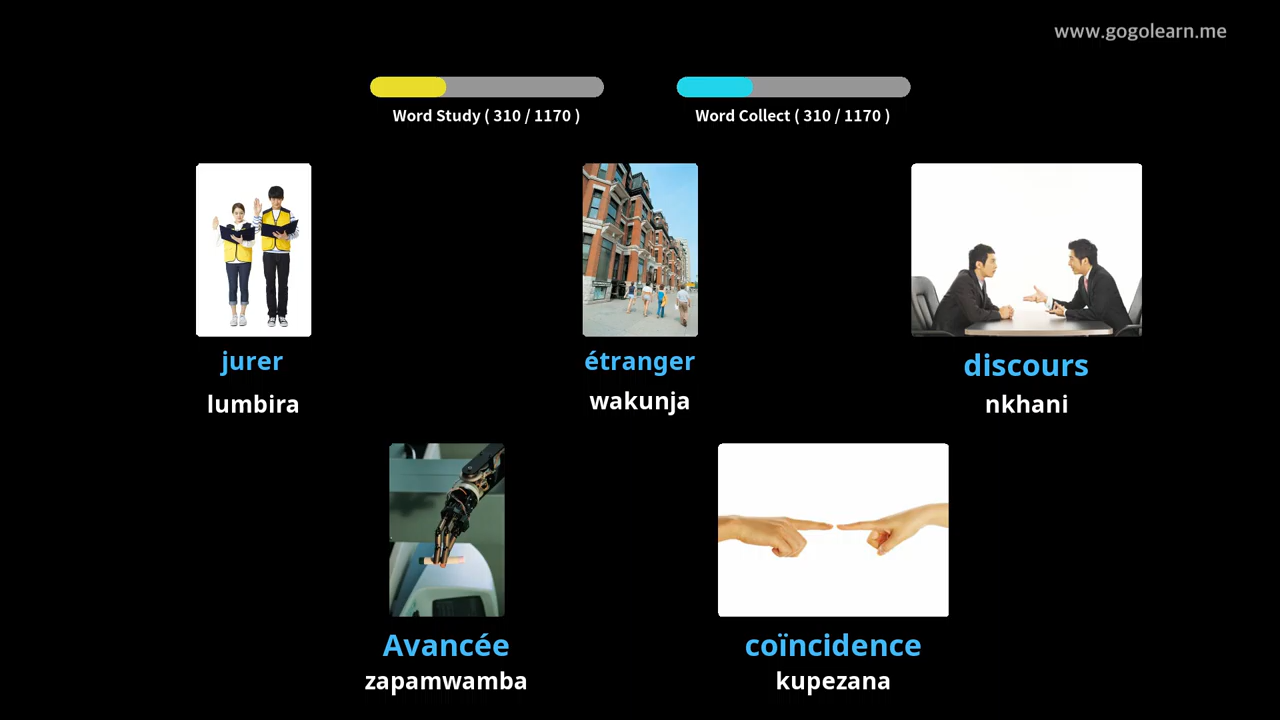 www.gogolearn.me
Word Study ( 310 / 1170 )
Word Collect ( 310 / 1170 )
jurer
lumbira
étranger
wakunja
discours
nkhani
Avancée
zapamwamba
coïncidence
kupezana